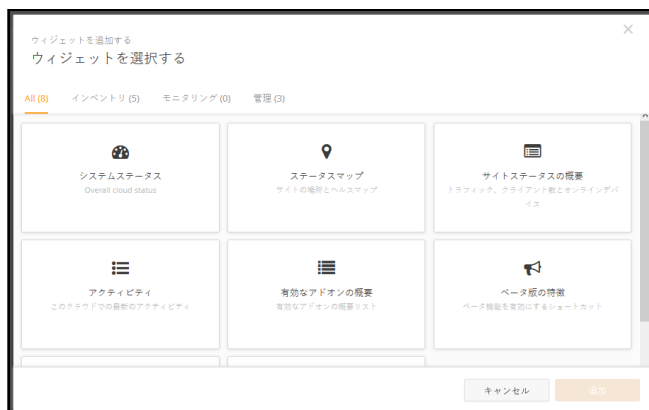 ウィジェットを追加する
ウィジェットを選択する
All (8) インベントリ (5) モニタリング (0) 管理 (3)
システムステータス
Overall cloud status
ステータスマップ
サイトの場所とヘルスマップ
サイトステータスの概要
トラフィック、クライアント数とオンラインデバ
イス
アクティビティ
このクラウドでの最新のアクティビティ
有効なアドオンの概要
有効なアドオンの概要リスト
ベータ版の特徴
ベータ機能を有効にするショートカット
キャンセル 追加